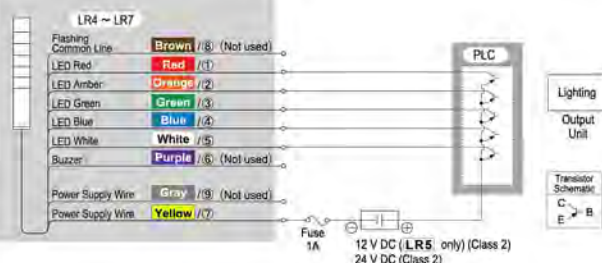 LR4 ~ LR7
Flashing
Common Line Brown /⑧ (Not used)
LED Red Red /①
LED Amber Orange /②
LED Green Green /③
LED Blue Blue /④
LED White White /⑤
Buzzer Purple /⑥ (Not used)
Power Supply Wire Gray /⑨ (Not used)
Power Supply Wire Yellow /⑦
Fuse
1A
12 V DC (LR5 only) (Class 2)
24 V DC (Class 2)
PLC
Lighting
Output
Unit
Transistor
Schematic
C
E
B